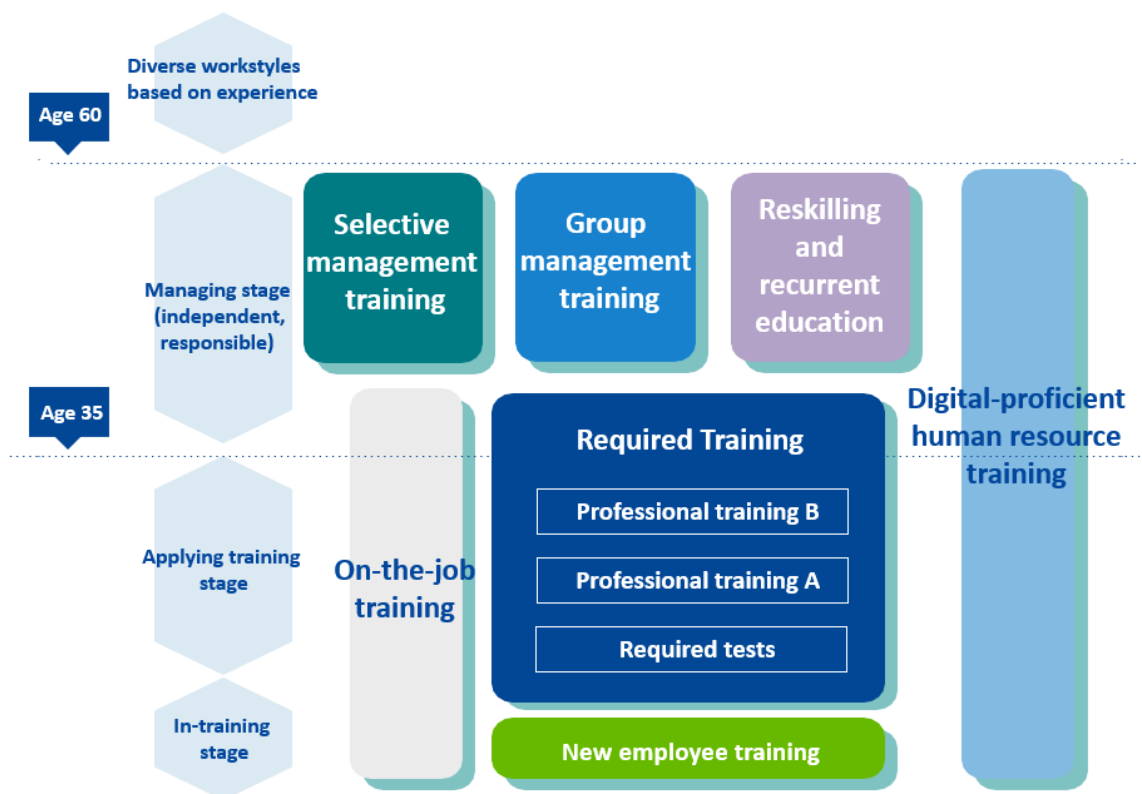 Diverse workstyles
based on experience
Age 60
Selective
management
training
Group
management
training
Reskilling
and
recurrent
education
Managing stage
(independent,
responsible)
Age 35
Digital-proficient
human resource
training
Required Training
Professional training B
Professional training A
Required tests
Applying training
stage
On-the-job
training
In-training
stage
New employee training